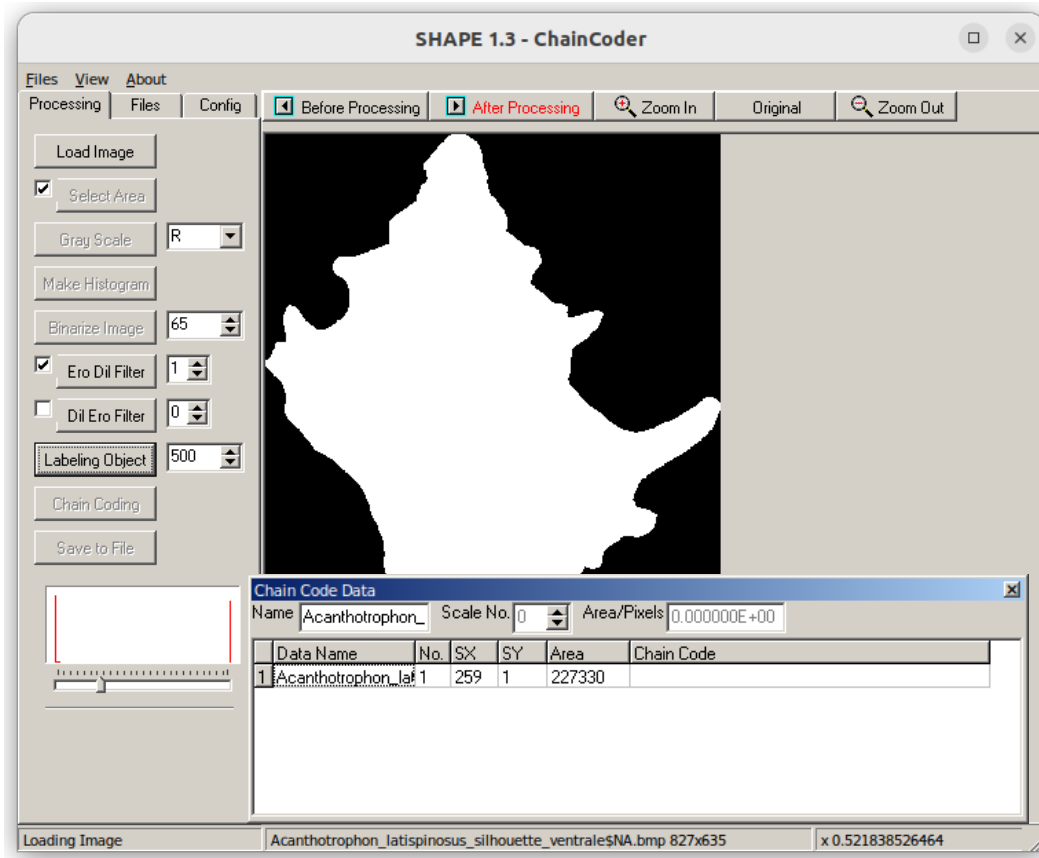 SHAPE 1.3 - ChainCoder
Files View About
Processing Files Config Before Processing After Processing Zoom In Original Zoom Out
Load Image
Select Area
Gray Scale R
Make Histogram
Binarize Image 65
Ero Dil Filter 1
Dil Ero Filter 0
Labeling Object 500
Chain Coding
Save to File
Chain Code Data
Name Acanthotrophon_ Scale No. 0 Area/Pixels 0.000000E+00
Data Name No. SX SY Area Chain Code
1 Acanthotrophon_lat 1 259 1 227330
Loading Image Acanthotrophon_latispinosus_silhouette_ventrale$NA.bmp 827x635 x 0.521838526464